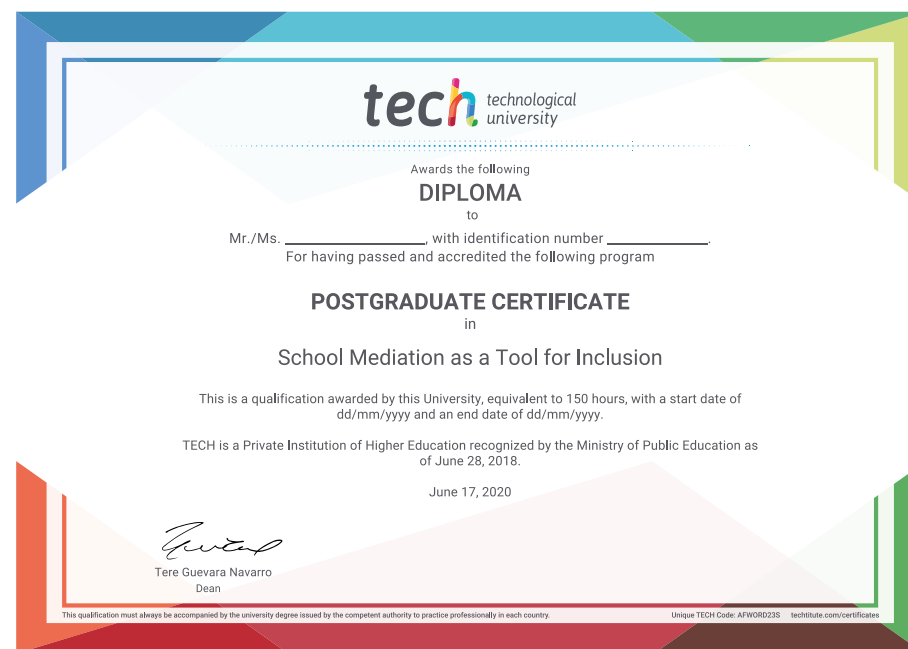 tech technological
university
Awards the following
DIPLOMA
to
Mr./Ms. ____________________, with identification number ______________.
For having passed and accredited the following program
POSTGRADUATE CERTIFICATE
in
School Mediation as a Tool for Inclusion
This is a qualification awarded by this University, equivalent to 150 hours, with a start date of
dd/mm/yyyy and an end date of dd/mm/yyyy.
TECH is a Private Institution of Higher Education recognized by the Ministry of Public Education as
of June 28, 2018.
June 17, 2020
Tere Guevara Navarro
Dean
This qualification must always be accompanied by the university degree issued by the competent authority to practice professionally in each country.
Unique TECH Code: AFWORD23S techtitute.com/certificates